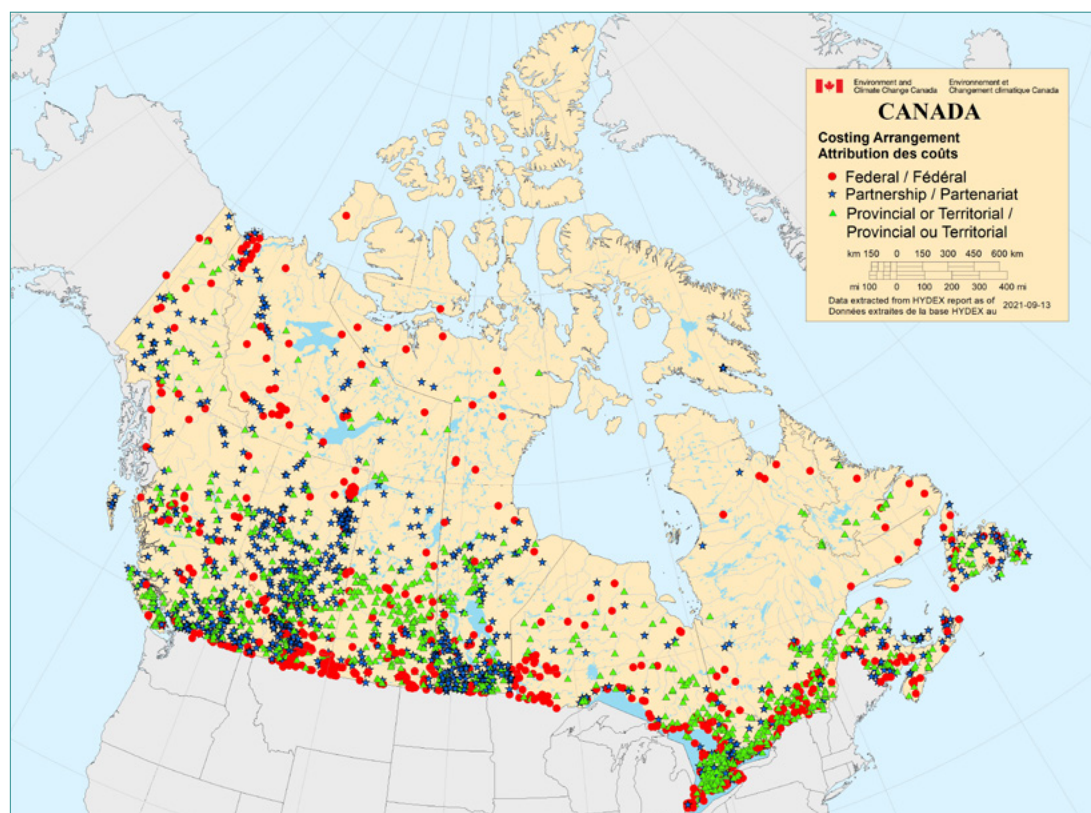 Environment and Environnement et
Climate Change Canada Changement climatique Canada
CANADA
Costing Arrangement
Attribution des coûts
Federal / Fédéral
Partnership / Partenariat
Provincial or Territorial /
Provincial ou Territorial
km 150 0 150 300 450 600 km
mi 100 0 100 200 400 mi
Data extracted from HYDEX report as of 2021-09-13
Données extraites de la base HYDEX au